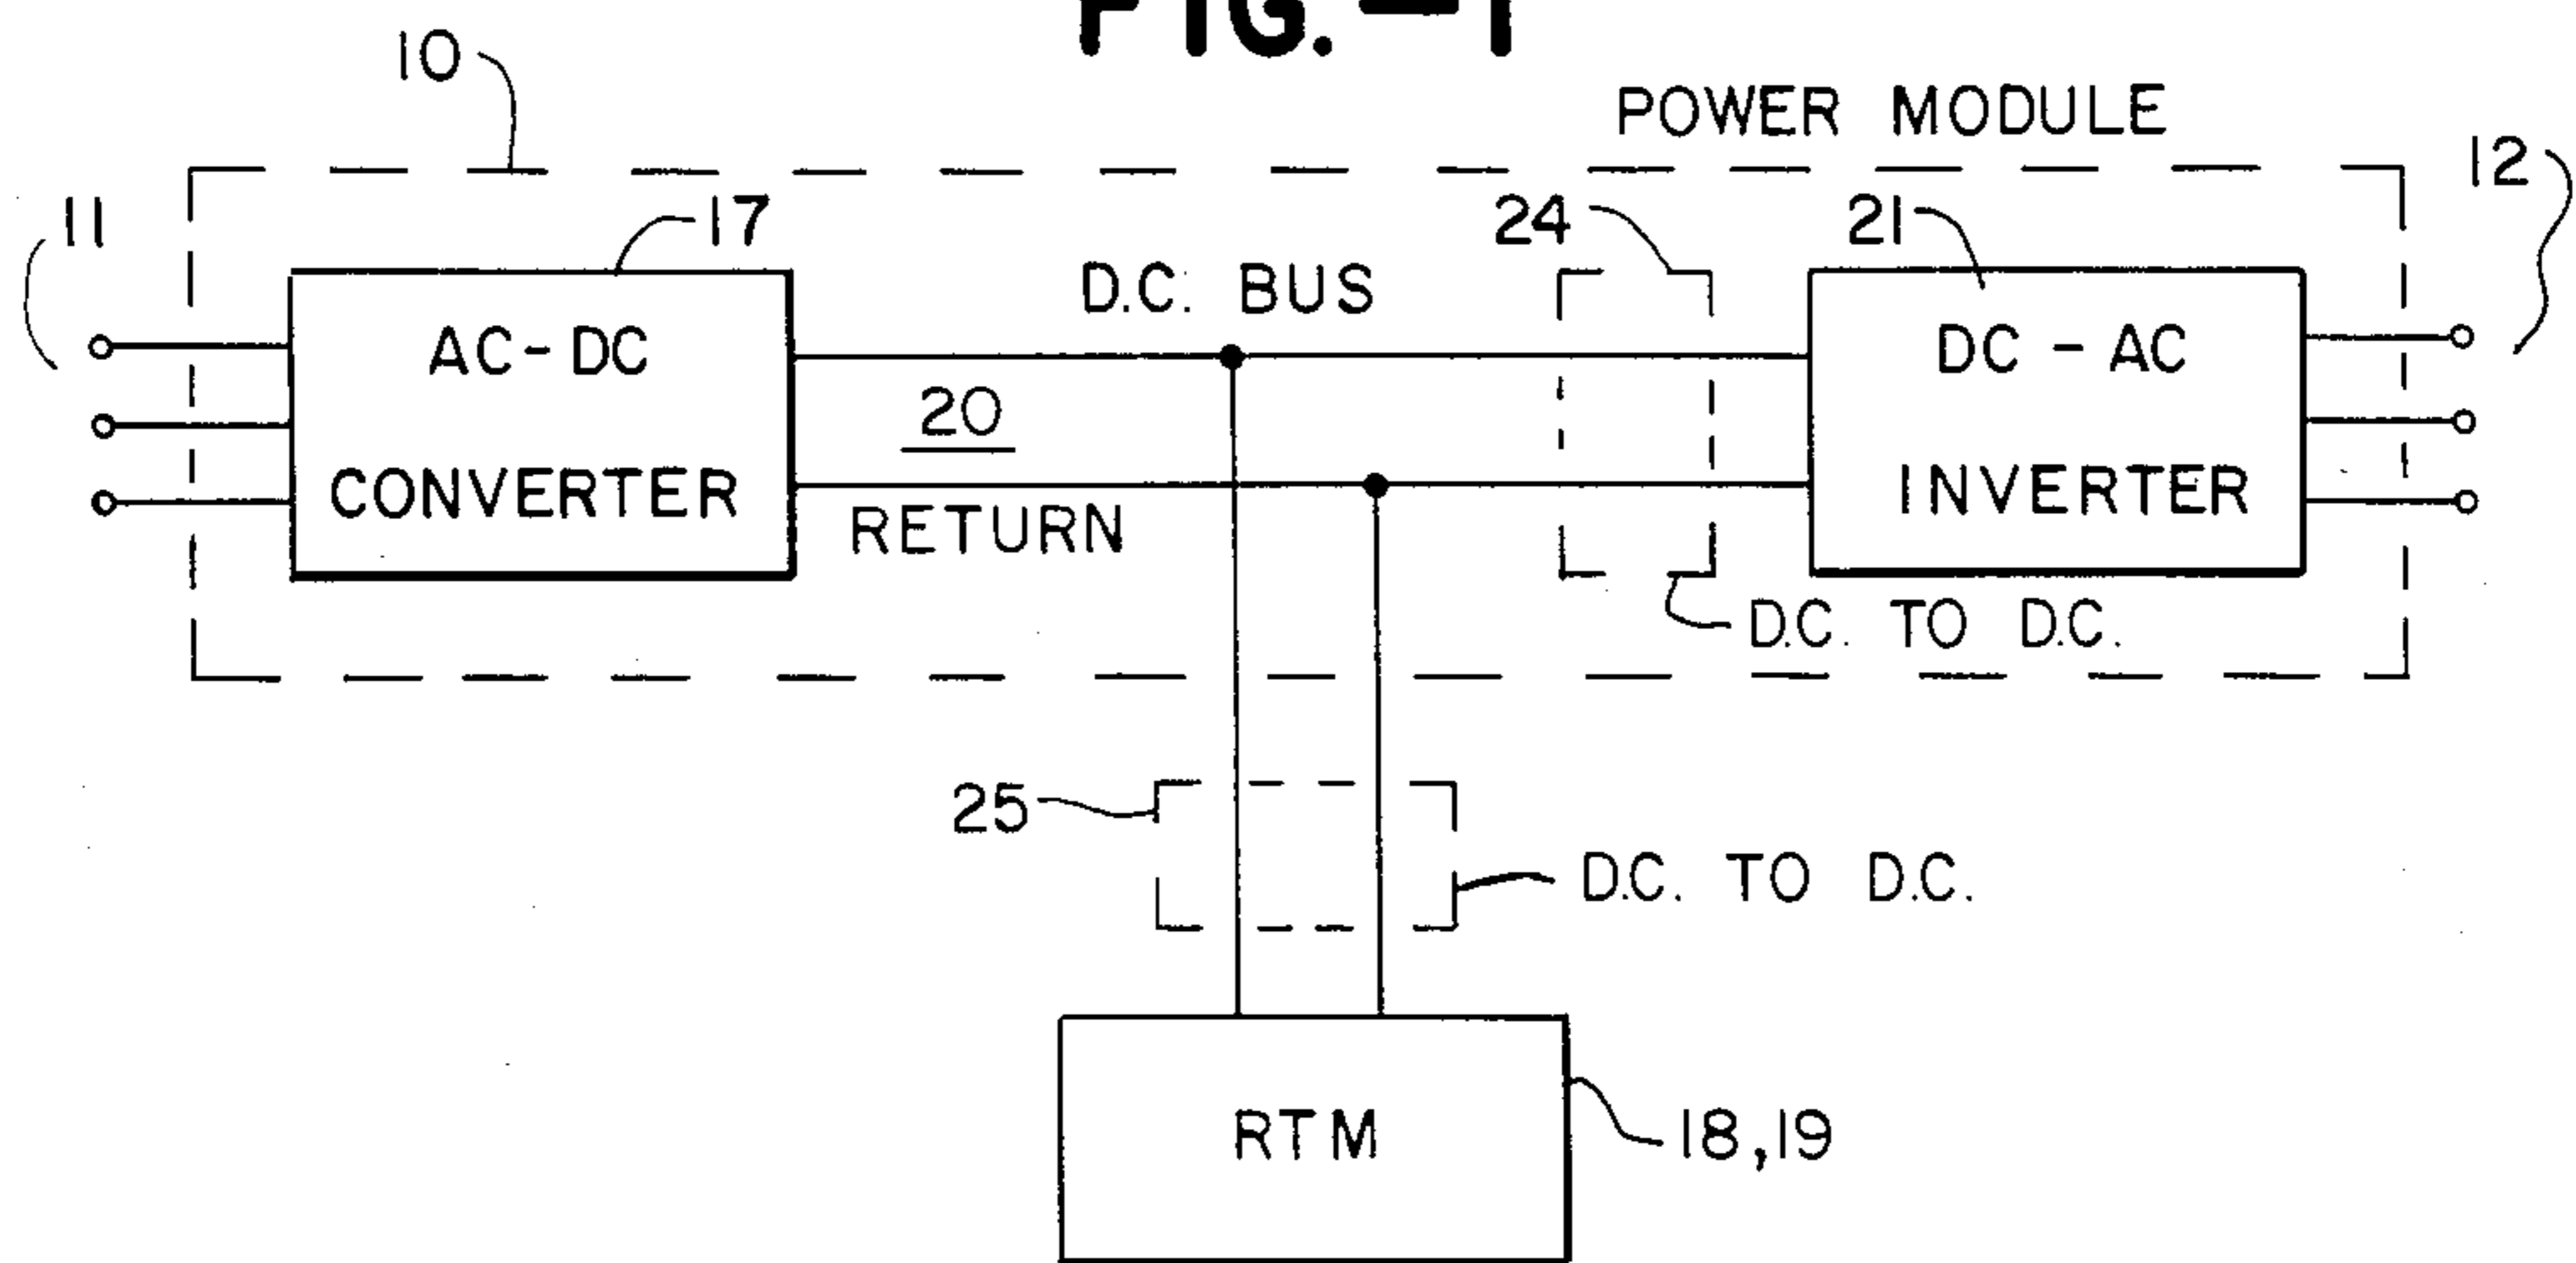 FIG.-1
10
POWER MODULE
12
11
17
24
21
D.C. BUS
AC-DC
CONVERTER
20
DC-AC
INVERTER
RETURN
D.C. TO D.C.
25
D.C. TO D.C.
RTM
18,19